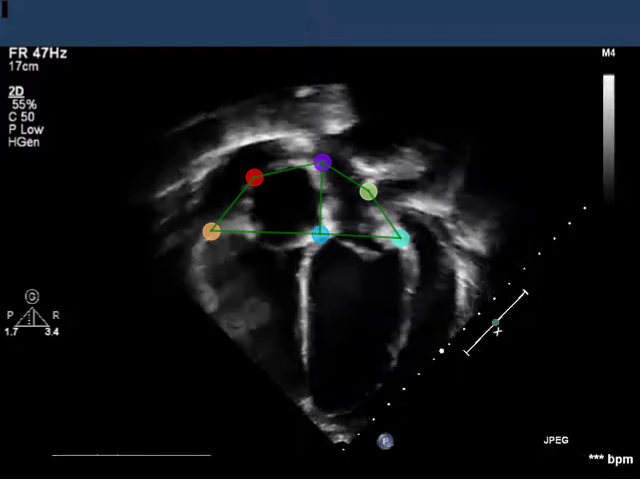 FR 47Hz
17cm
2D
55%
C 50
P Low
HGen
M4
G
P R
1.7 3.4
x
P
JPEG
*** bpm